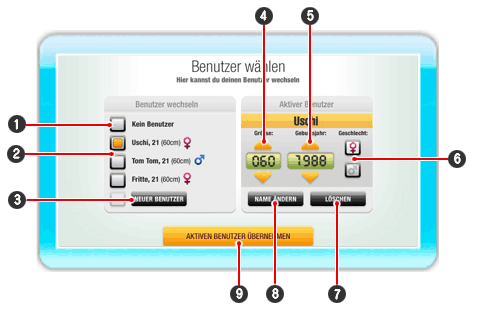 4 5
Benutzer wählen
Hier kannst du deinen Benutzer wechseln
Benutzer wechseln
Aktiver Benutzer
1 Kein Benutzer
Uschi
Größe: Geburtsjahr: Geschlecht:
2 Uschi, 21 (60cm) ♀
Tom Tom, 21 (60cm) ♂
060 1988 ♀ 6
♂
Fritte, 21 (60cm) ♀
3 NEUER BENUTZER
NAME ÄNDERN LÖSCHEN
AKTIVEN BENUTZER ÜBERNEHMEN
9 8 7